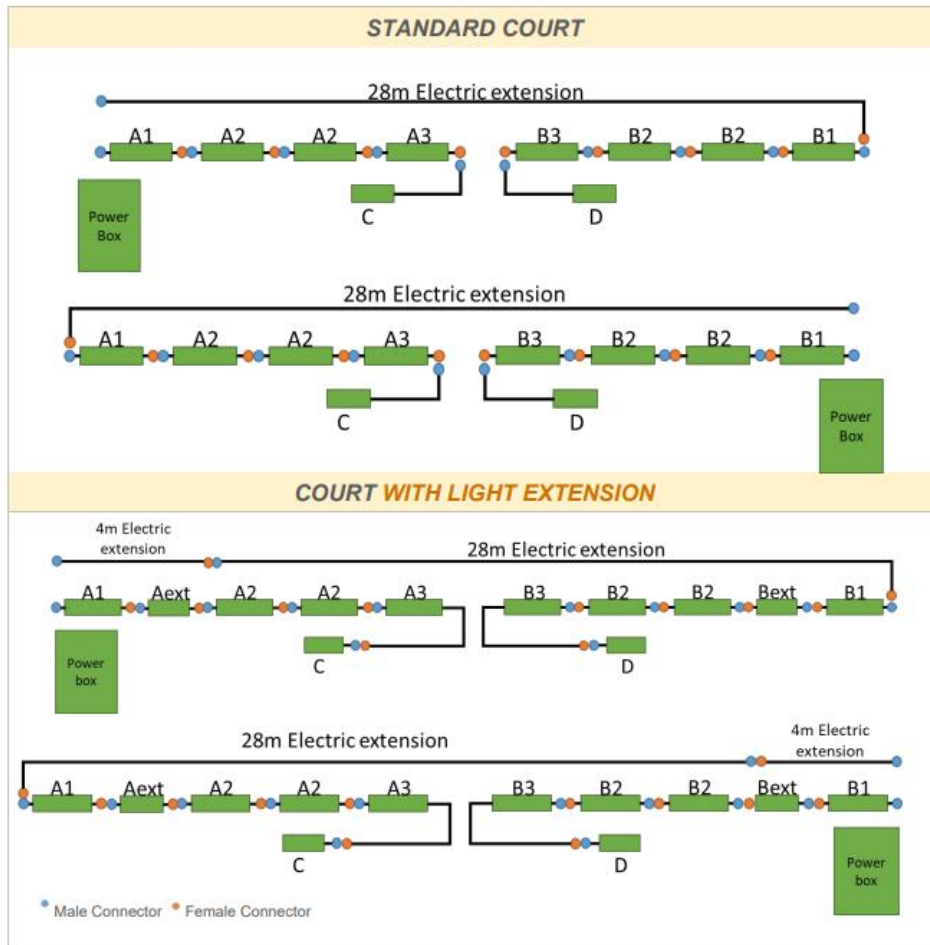 STANDARD COURT
28m Electric extension
A1 A2 A2 A3 B3 B2 B2 B1
Power
Box
C D
28m Electric extension
A1 A2 A2 A3 B3 B2 B2 B1
C D
Power
Box
COURT WITH LIGHT EXTENSION
4m Electric
extension
28m Electric extension
A1 Aext A2 A2 A3 B3 B2 B2 Bext B1
Power
box
C D
28m Electric extension
4m Electric
extension
A1 Aext A2 A2 A3 B3 B2 B2 Bext B1
C D
Power
box
Male Connector Female Connector